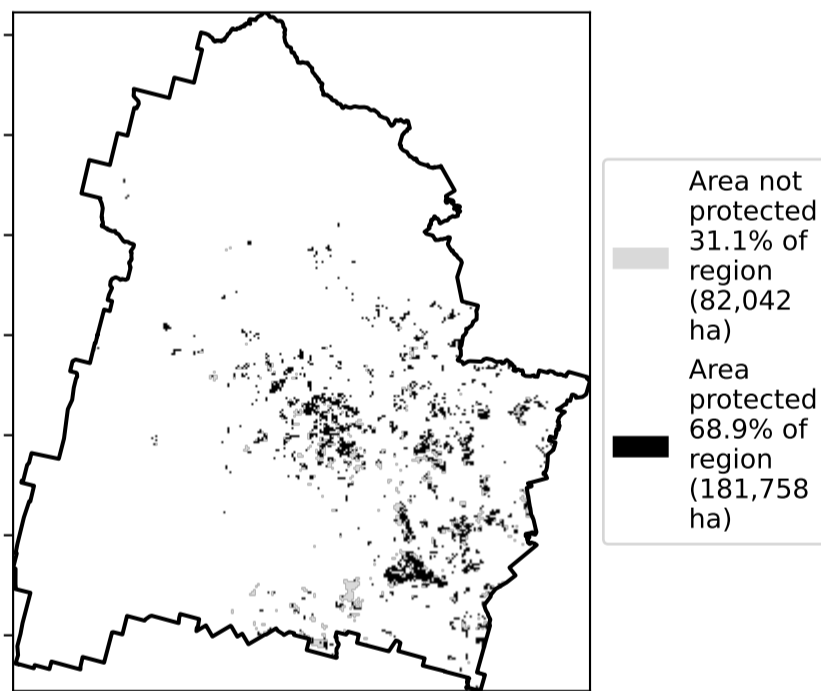 Area not
protected
31.1% of
region
(82,042
ha)
Area
protected
68.9% of
region
(181,758
ha)